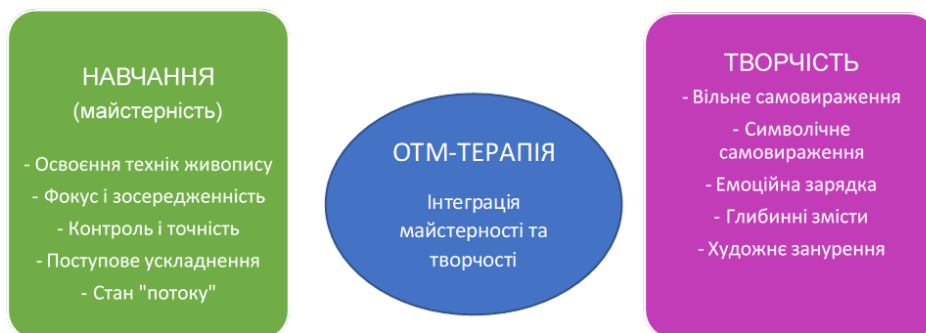 НАВЧАННЯ
(майстерність)
- Освоєння технік живопису
- Фокус і зосередженність
- Контроль і точність
- Поступове ускладнення
- Стан "потоку"
ОТМ-ТЕРАПІЯ
Інтеграція
майстерності та
творчості
ТВОРЧІСТЬ
- Вільне самовираження
- Символічне
самовираження
- Емоційна зарядка
- Глибинні змісти
- Художнє занурення